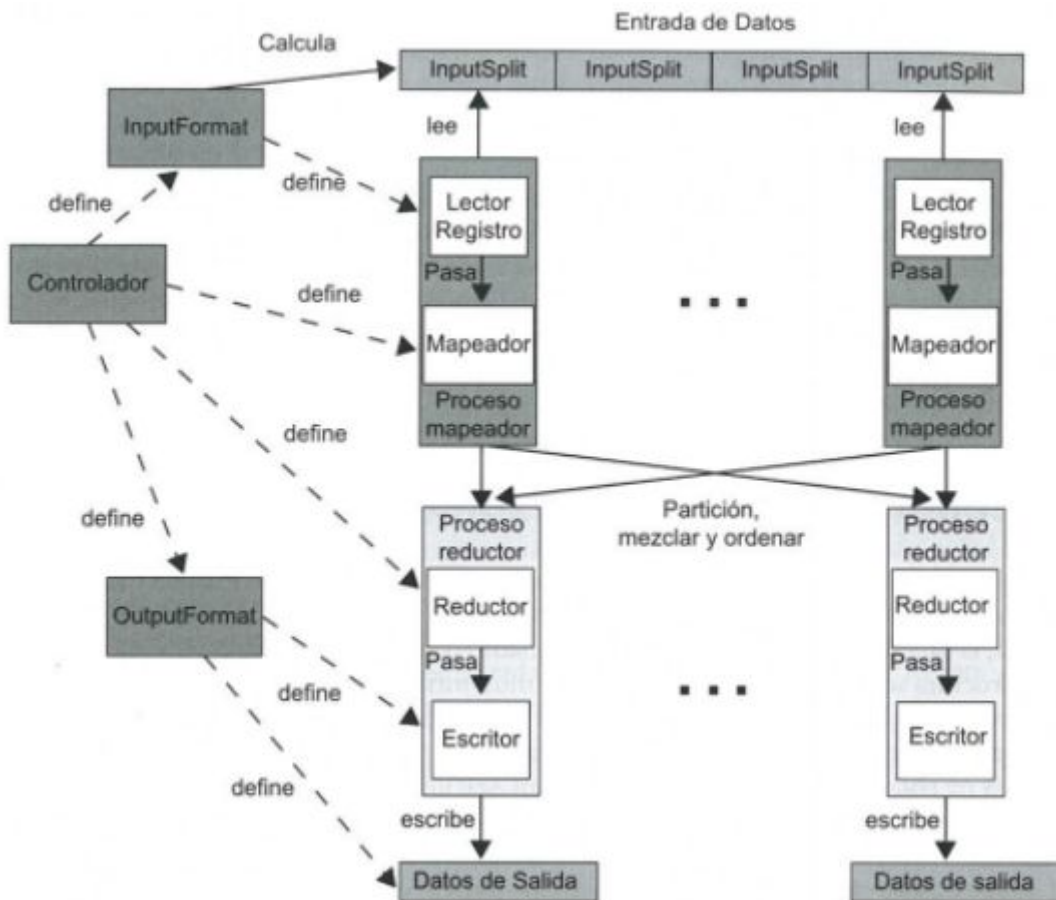 Entrada de Datos
Calcula
InputSplit
InputSplit
InputSplit
InputSplit
InputFormat
lee
lee
define
define
Lector
Registro
Lector
Registro
Controlador
Pasa
Pasa
define
Mapeador
Mapeador
Proceso
mapeador
Proceso
mapeador
define
Partición,
mezclar y ordenar
define
Proceso
reductor
Proceso
reductor
OutputFormat
Reductor
Reductor
Pasa
Pasa
define
Escritor
Escritor
define
escribe
escribe
Datos de Salida
Datos de salida